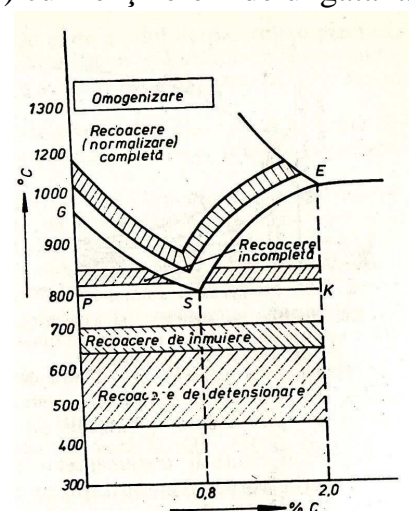 1300
Omogenizare
Recoacere
(normalizare)
completă
1200
°C
1000
G
E
900
Recoacere
incompletă
800
P
S
K
700
Recoacere de inmuiere
600
500
Recoacere de detensionare
400
300
0,8
2,0
% C